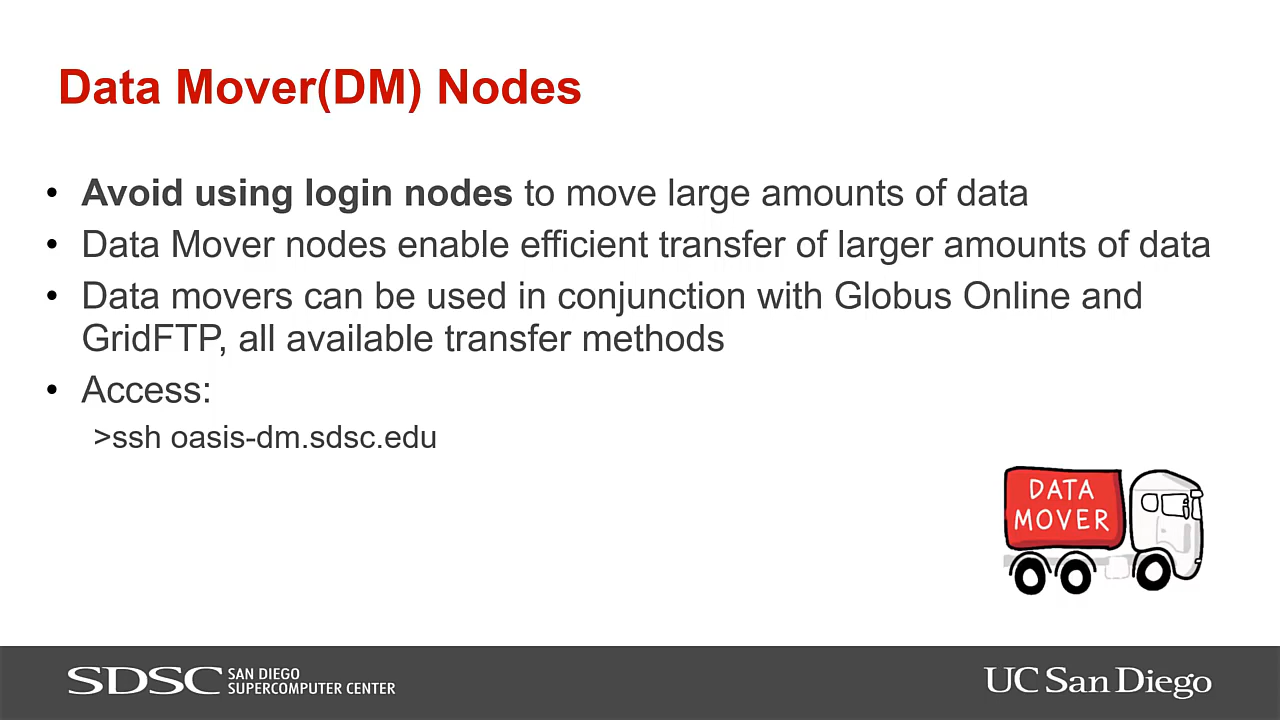 Data Mover(DM) Nodes
• Avoid using login nodes to move large amounts of data
• Data Mover nodes enable efficient transfer of larger amounts of data
• Data movers can be used in conjunction with Globus Online and
GridFTP, all available transfer methods
• Access:
>ssh oasis-dm.sdsc.edu
DATA
MOVER
SDSC
SAN DIEGO
SUPERCOMPUTER CENTER
UC San Diego